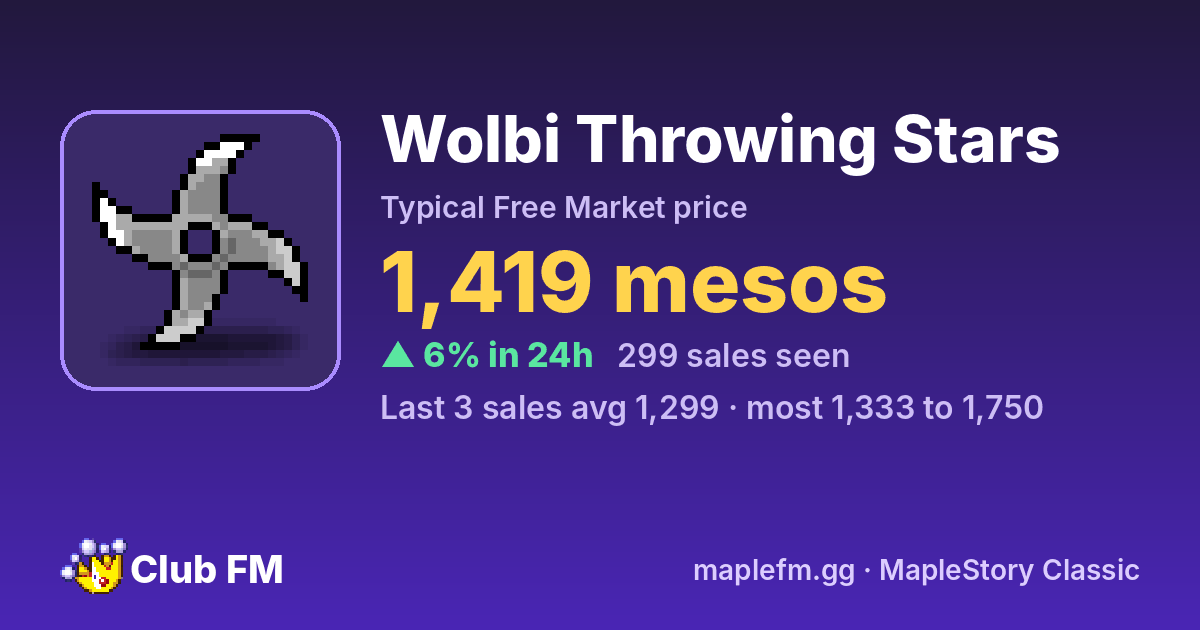 Wolbi Throwing Stars
Typical Free Market price
1,419 mesos
▲ 6% in 24h 299 sales seen
Last 3 sales avg 1,299 · most 1,333 to 1,750
Club FM
maplefm.gg · MapleStory Classic